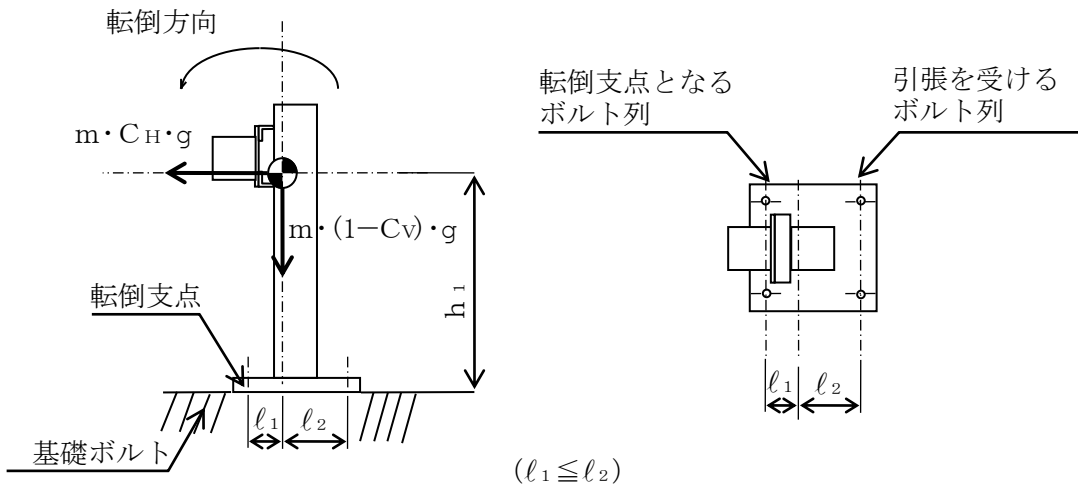 転倒方向
m・CH・g
m・(1－CV)・g
転倒支点
h1
ℓ1
ℓ2
基礎ボルト
(ℓ1≦ℓ2)
転倒支点となる
ボルト列
引張を受ける
ボルト列
ℓ1
ℓ2